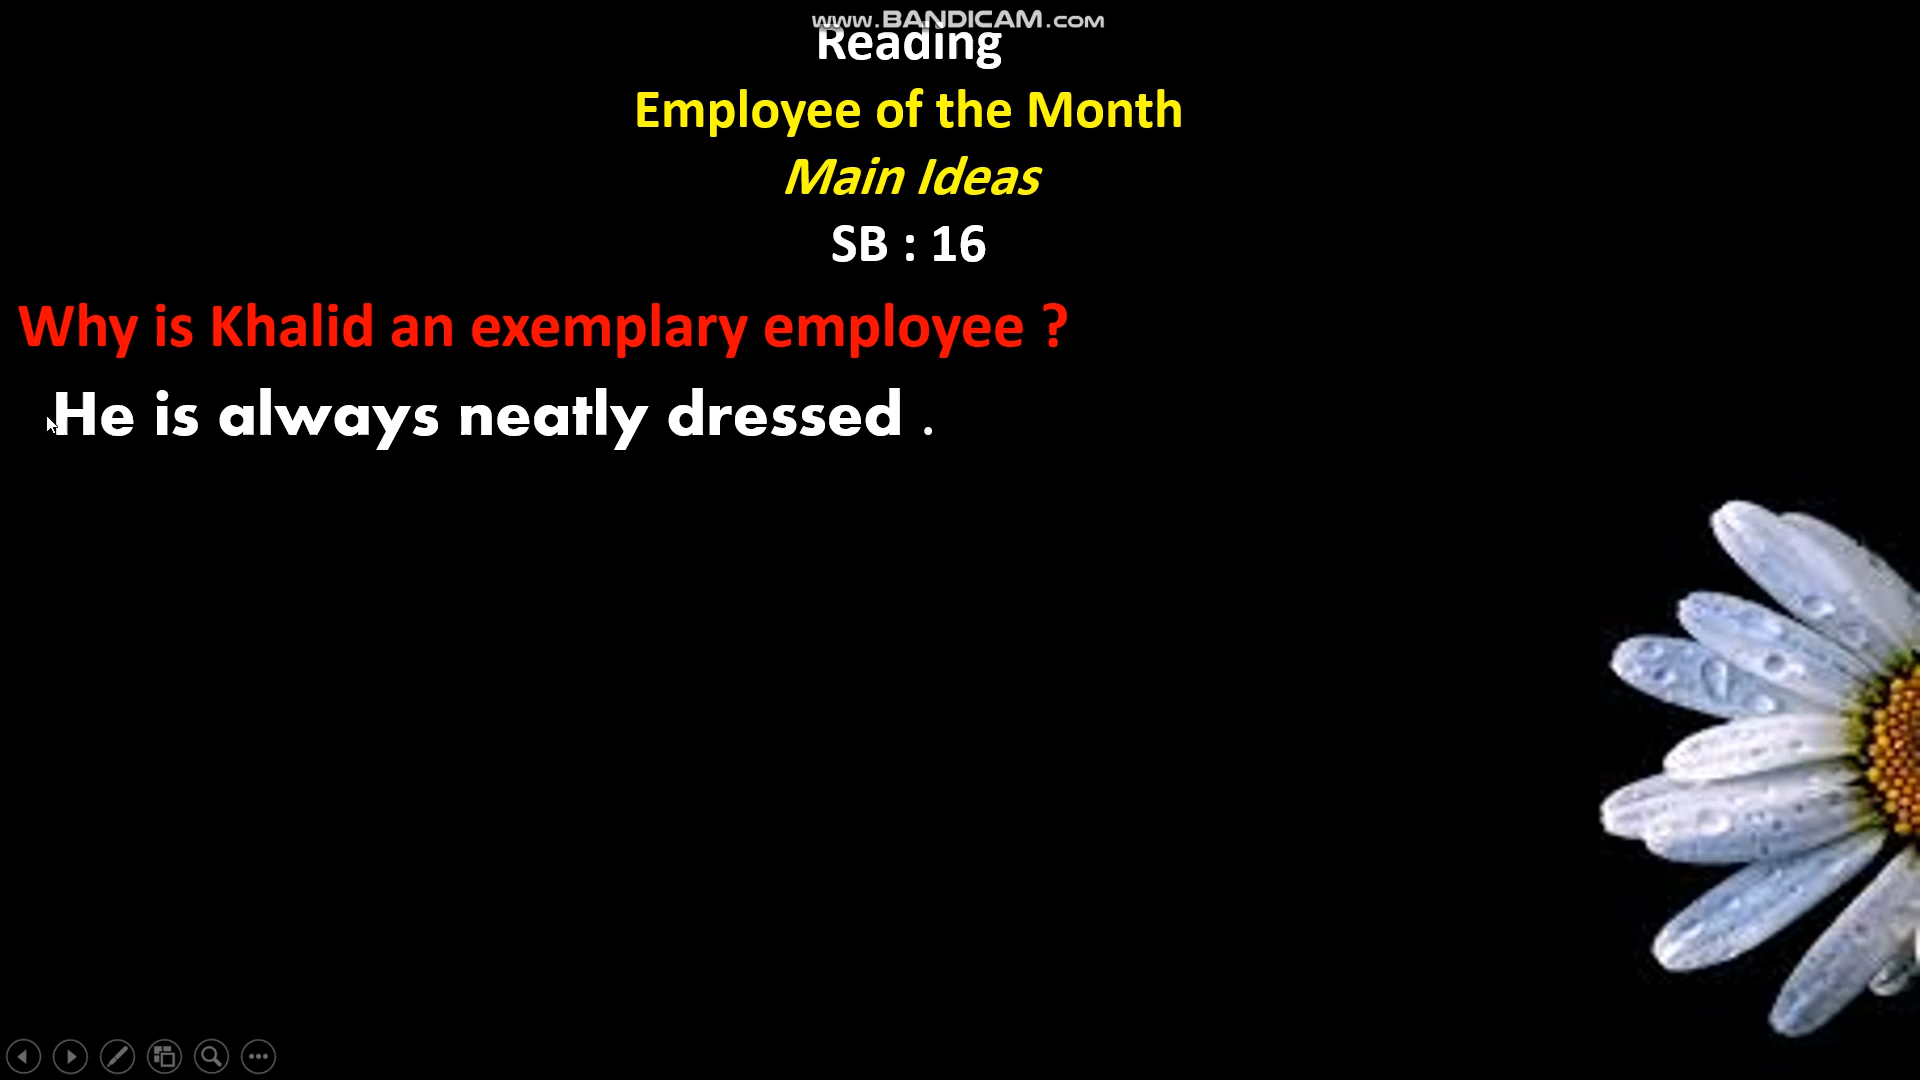 www.BANDICAM.com
Reading
Employee of the Month
Main Ideas
SB : 16
Why is Khalid an exemplary employee ?
He is always neatly dressed .